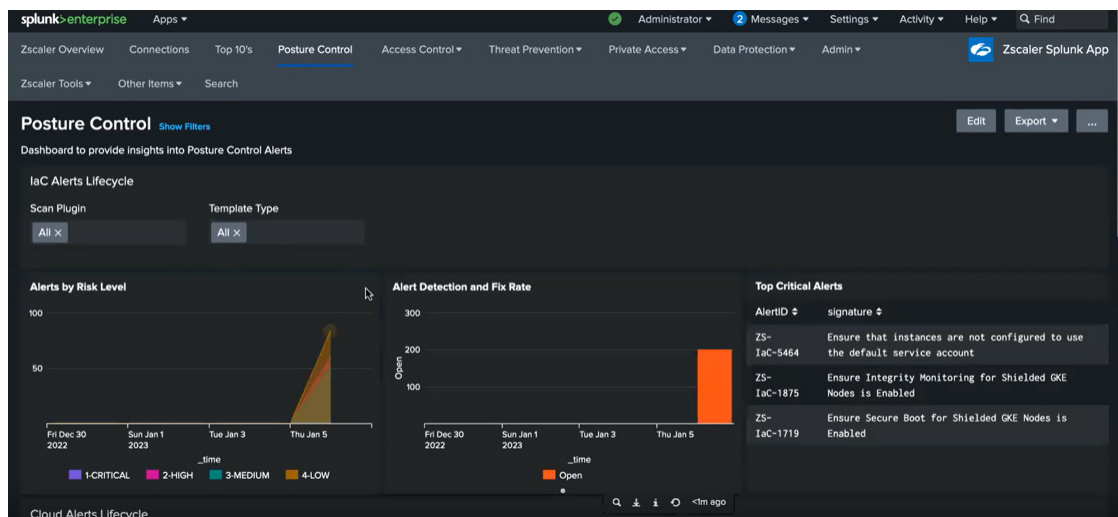 splunk>enterprise Apps Administrator 2 Messages Settings Activity Help Find
Zscaler Overview Connections Top 10's Posture Control Access Control Threat Prevention Private Access Data Protection Admin Zscaler Splunk App
Zscaler Tools Other Items Search
Posture Control Show Filters Edit Export ...
Dashboard to provide insights into Posture Control Alerts
IaC Alerts Lifecycle
Scan Plugin Template Type
All × All ×
Alerts by Risk Level
100
50
Fri Dec 30 Sun Jan 1 Tue Jan 3 Thu Jan 5
2022 2023
_time
1-CRITICAL 2-HIGH 3-MEDIUM 4-LOW
Alert Detection and Fix Rate
300
200
100
Open
Fri Dec 30 Sun Jan 1 Tue Jan 3 Thu Jan 5
2022 2023
_time
Open
<1m ago
Top Critical Alerts
AlertID signature
ZS- Ensure that instances are not configured to use
IaC-5464 the default service account
ZS- Ensure Integrity Monitoring for Shielded GKE
IaC-1875 Nodes is Enabled
ZS- Ensure Secure Boot for Shielded GKE Nodes is
IaC-1719 Enabled
Cloud Alerts Lifecycle